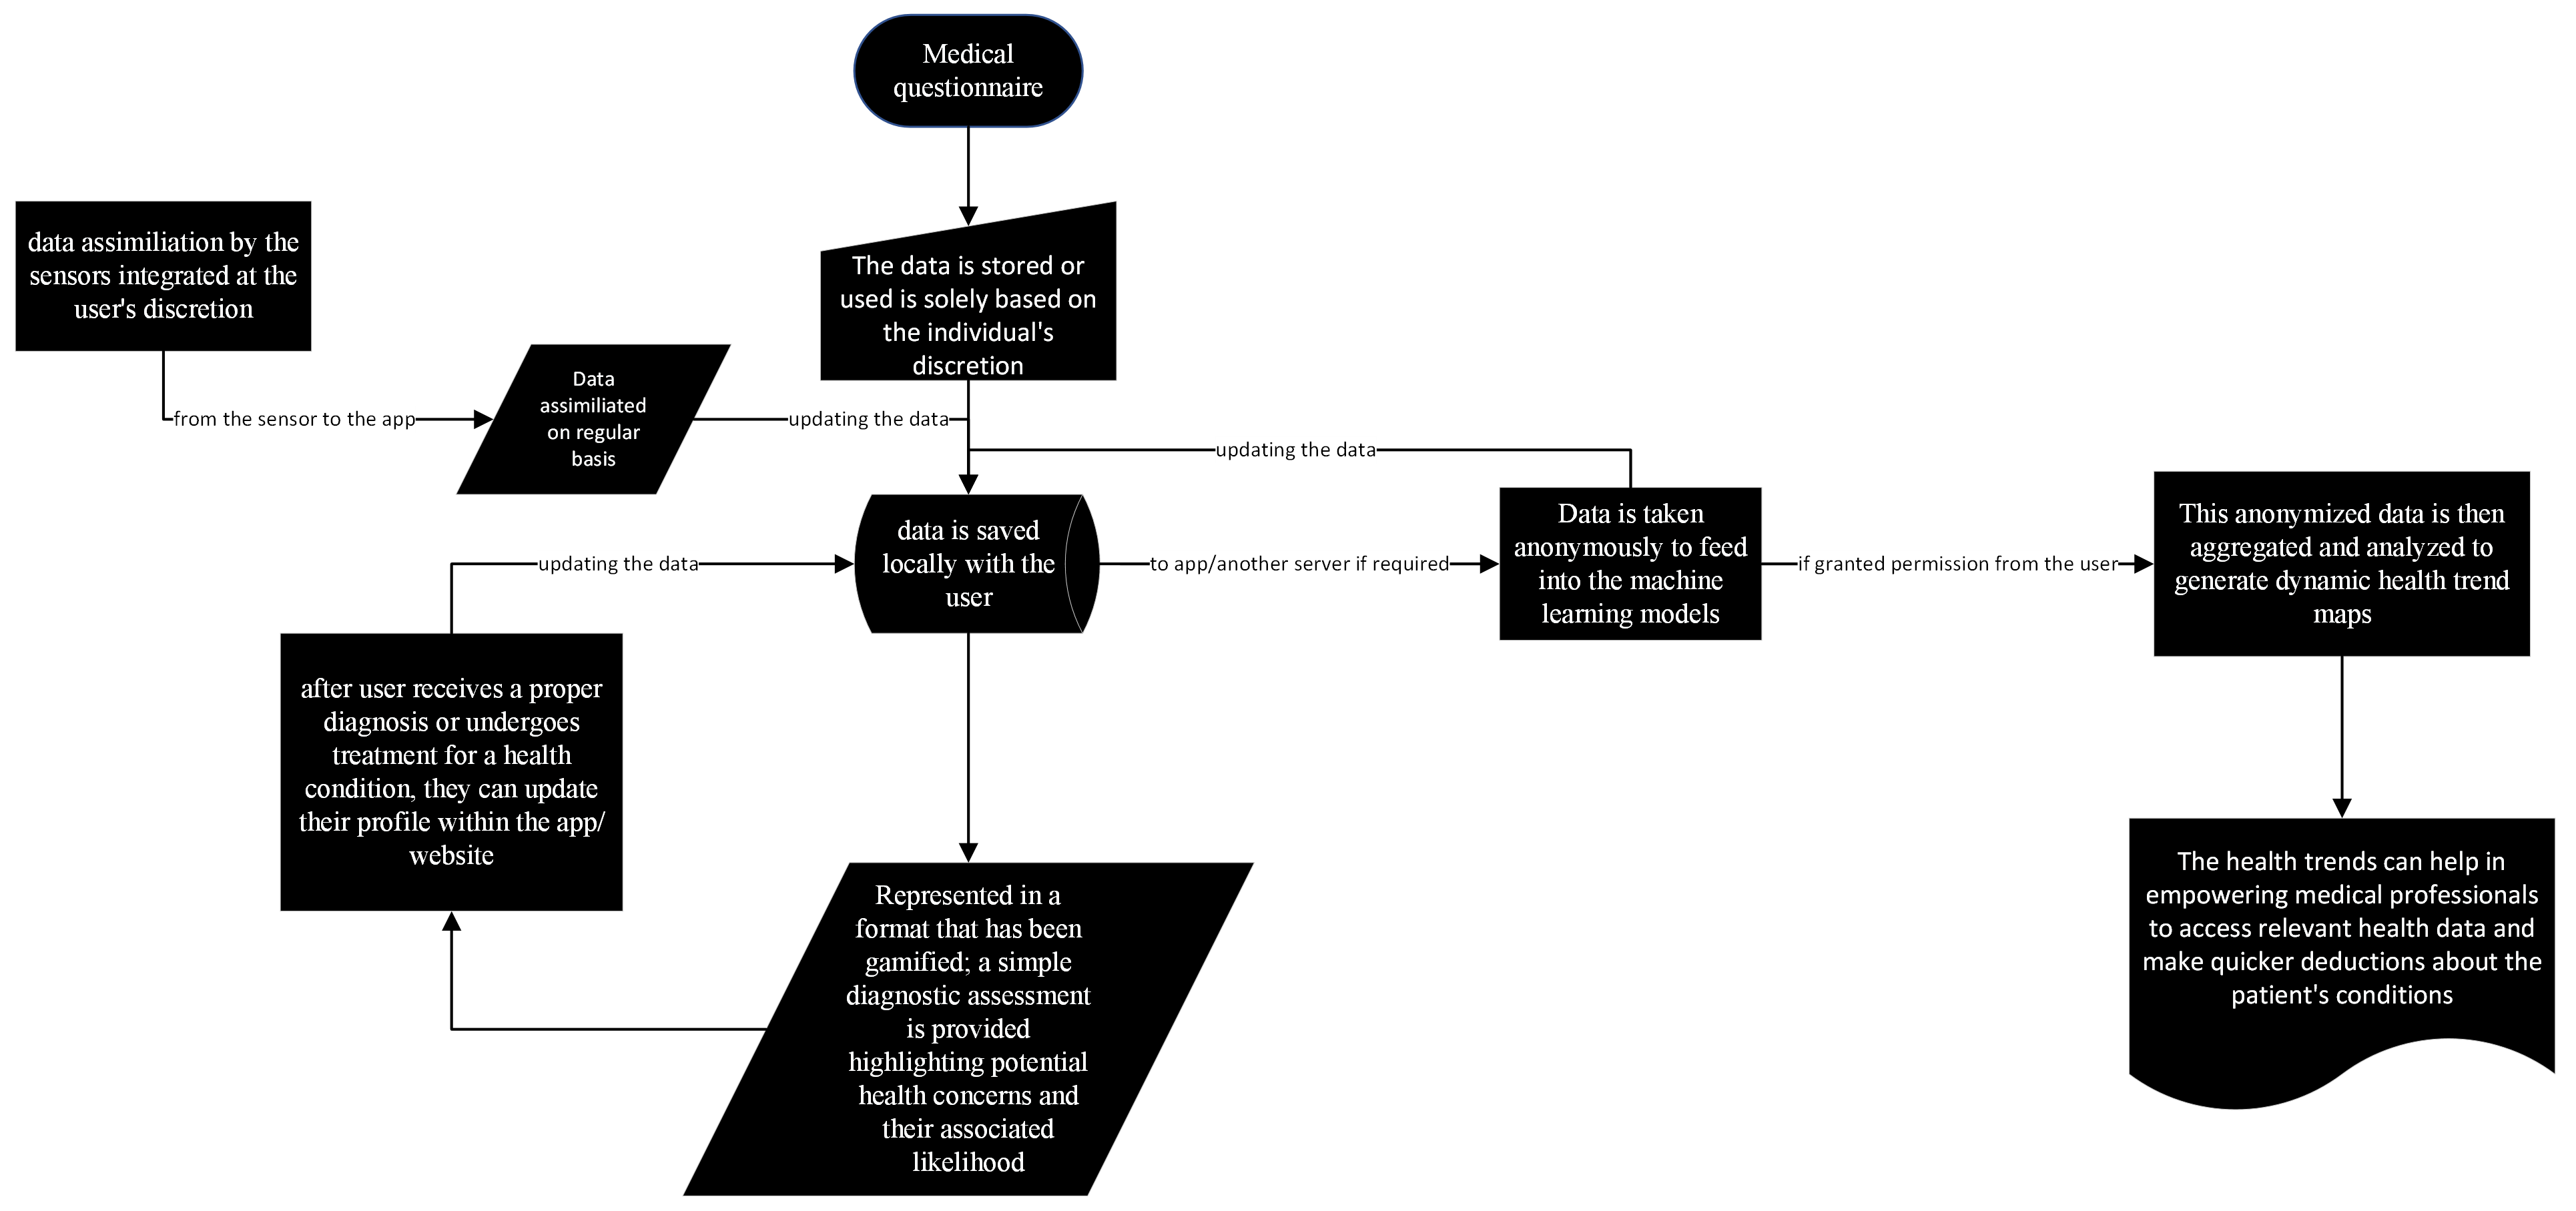 Medical
questionnaire
data assimiliation by the
sensors integrated at the
user's discretion
The data is stored or
used is solely based on
the individual's
discretion
from the sensor to the app
Data
assimiliated
on regular
basis
updating the data
updating the data
updating the data
data is saved
locally with the
user
to app/another server if required
Data is taken
anonymously to feed
into the machine
learning models
if granted permission from the user
This anonymized data is then
aggregated and analyzed to
generate dynamic health trend
maps
after user receives a proper
diagnosis or undergoes
treatment for a health
condition, they can update
their profile within the app/
website
Represented in a
format that has been
gamified; a simple
diagnostic assessment
is provided
highlighting potential
health concerns and
their associated
likelihood
The health trends can help in
empowering medical professionals
to access relevant health data and
make quicker deductions about the
patient's conditions